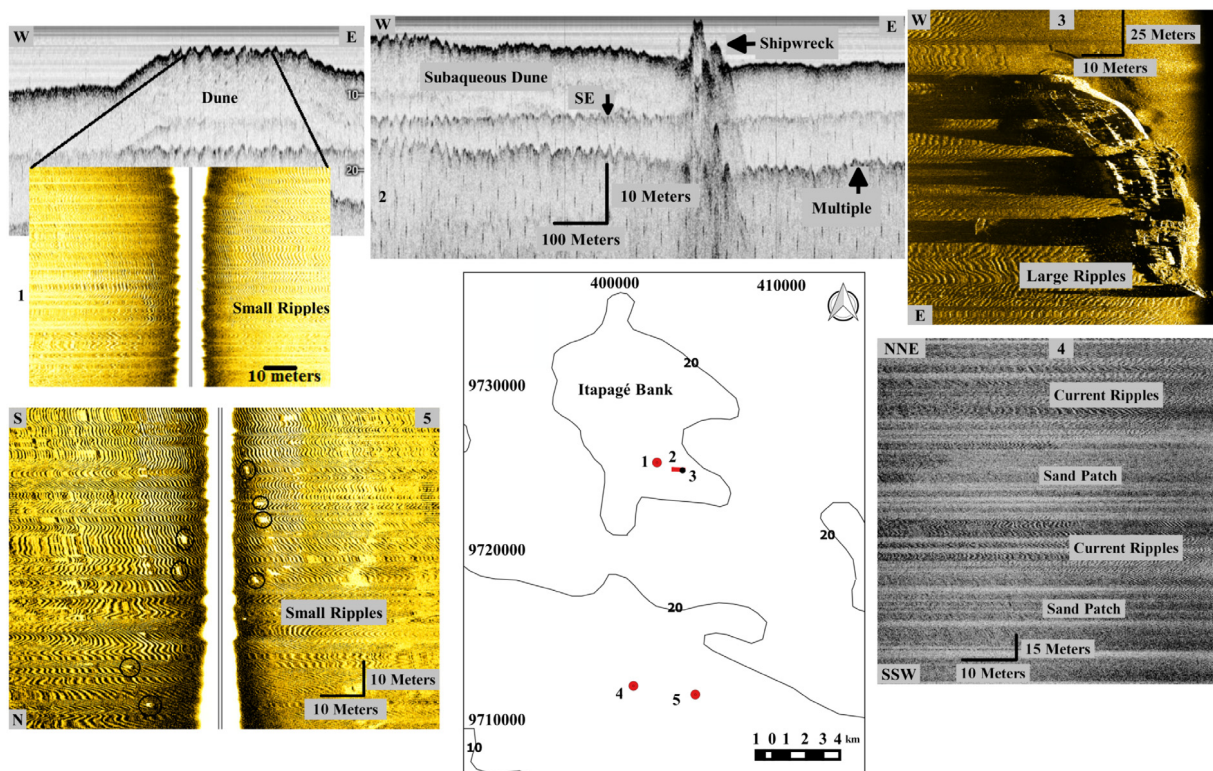 W
E
Dune
10
20
1
Small Ripples
10 meters
W
E
Shipwreck
Subaqueous Dune
SE
2
10 Meters
100 Meters
Multiple
W
3
25 Meters
10 Meters
Large Ripples
E
400000
410000
20
9730000
Itapagé Bank
1
2
3
9720000
20
20
4
5
9710000
10
1 0 1 2 3 4 km
NNE
4
Current Ripples
Sand Patch
Current Ripples
Sand Patch
15 Meters
10 Meters
SSW
S
5
Small Ripples
10 Meters
10 Meters
N